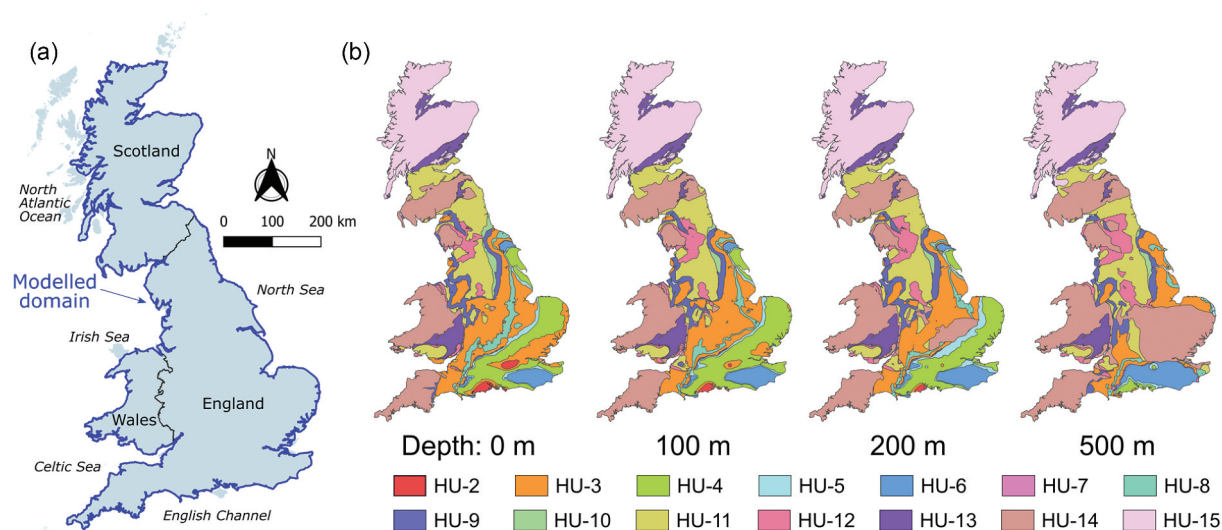 (a)
(b)
N
Scotland
North
Atlantic
Ocean
0 100 200 km
Modelled
domain
North Sea
Irish Sea
England
Wales
Celtic Sea
English Channel
Depth: 0 m 100 m 200 m 500 m
HU-2 HU-3 HU-4 HU-5 HU-6 HU-7 HU-8
HU-9 HU-10 HU-11 HU-12 HU-13 HU-14 HU-15